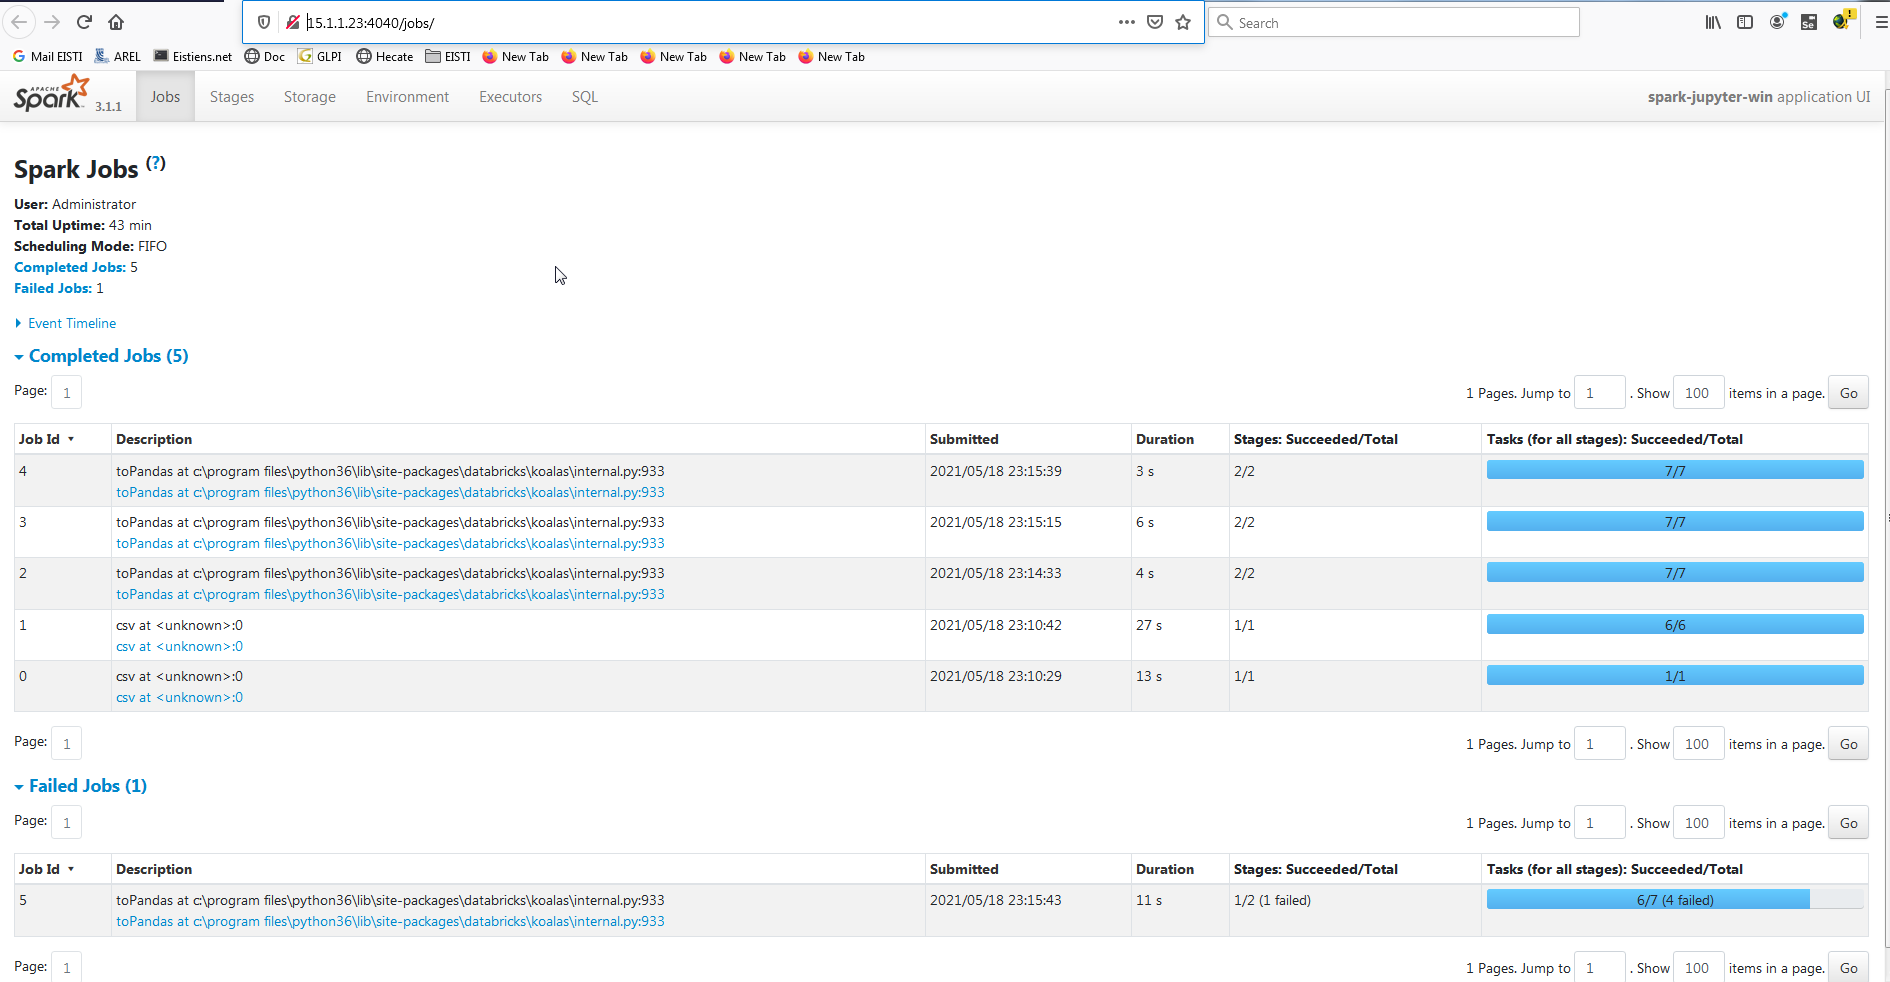 15.1.1.23:4040/jobs/
Search
Mail EISTI AREL Eistiens.net Doc GLPI Hecate EISTI New Tab New Tab New Tab New Tab New Tab
APACHE Spark 3.1.1 Jobs Stages Storage Environment Executors SQL spark-jupyter-win application UI
Spark Jobs (?)
User: Administrator
Total Uptime: 43 min
Scheduling Mode: FIFO
Completed Jobs: 5
Failed Jobs: 1
Event Timeline
Completed Jobs (5)
Page: 1 1 Pages. Jump to 1 . Show 100 items in a page. Go
Job Id Description Submitted Duration Stages: Succeeded/Total Tasks (for all stages): Succeeded/Total
4 toPandas at c:\program files\python36\lib\site-packages\databricks\koalas\internal.py:933 2021/05/18 23:15:39 3 s 2/2 7/7
toPandas at c:\program files\python36\lib\site-packages\databricks\koalas\internal.py:933
3 toPandas at c:\program files\python36\lib\site-packages\databricks\koalas\internal.py:933 2021/05/18 23:15:15 6 s 2/2 7/7
toPandas at c:\program files\python36\lib\site-packages\databricks\koalas\internal.py:933
2 toPandas at c:\program files\python36\lib\site-packages\databricks\koalas\internal.py:933 2021/05/18 23:14:33 4 s 2/2 7/7
toPandas at c:\program files\python36\lib\site-packages\databricks\koalas\internal.py:933
1 csv at <unknown>:0 2021/05/18 23:10:42 27 s 1/1 6/6
csv at <unknown>:0
0 csv at <unknown>:0 2021/05/18 23:10:29 13 s 1/1 1/1
csv at <unknown>:0
Page: 1 1 Pages. Jump to 1 . Show 100 items in a page. Go
Failed Jobs (1)
Page: 1 1 Pages. Jump to 1 . Show 100 items in a page. Go
Job Id Description Submitted Duration Stages: Succeeded/Total Tasks (for all stages): Succeeded/Total
5 toPandas at c:\program files\python36\lib\site-packages\databricks\koalas\internal.py:933 2021/05/18 23:15:43 11 s 1/2 (1 failed) 6/7 (4 failed)
toPandas at c:\program files\python36\lib\site-packages\databricks\koalas\internal.py:933
Page: 1 1 Pages. Jump to 1 . Show 100 items in a page. Go